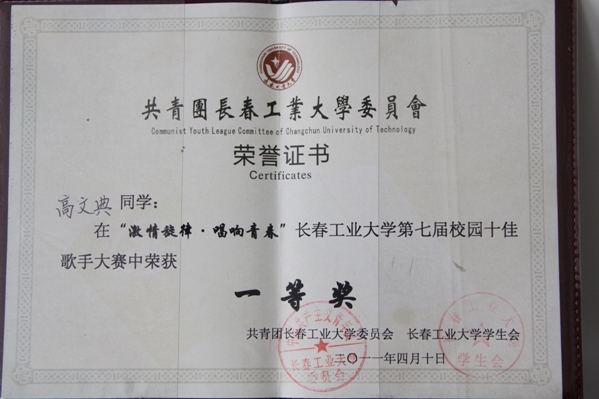 共青團長春工業大學委員會
Communist Youth League Committee of Changchun University of Technology
荣誉证书
Certificates
高文典 同学：
在“激情旋律·唱响青春”长春工业大学第七届校园十佳
歌手大赛中荣获
一等奖
共青团长春工业大学委员会 长春工业大学学生会
二〇一一年四月十日